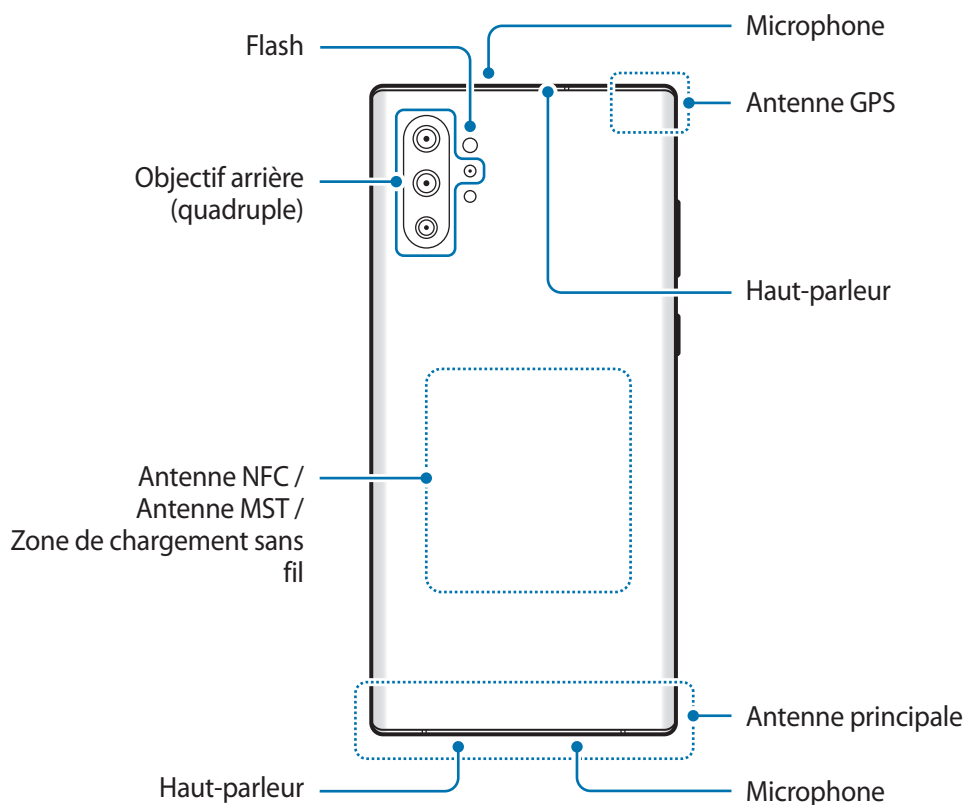 Microphone
Flash
Antenne GPS
Objectif arrière
(quadruple)
Haut-parleur
Antenne NFC /
Antenne MST /
Zone de chargement sans
fil
Antenne principale
Haut-parleur
Microphone